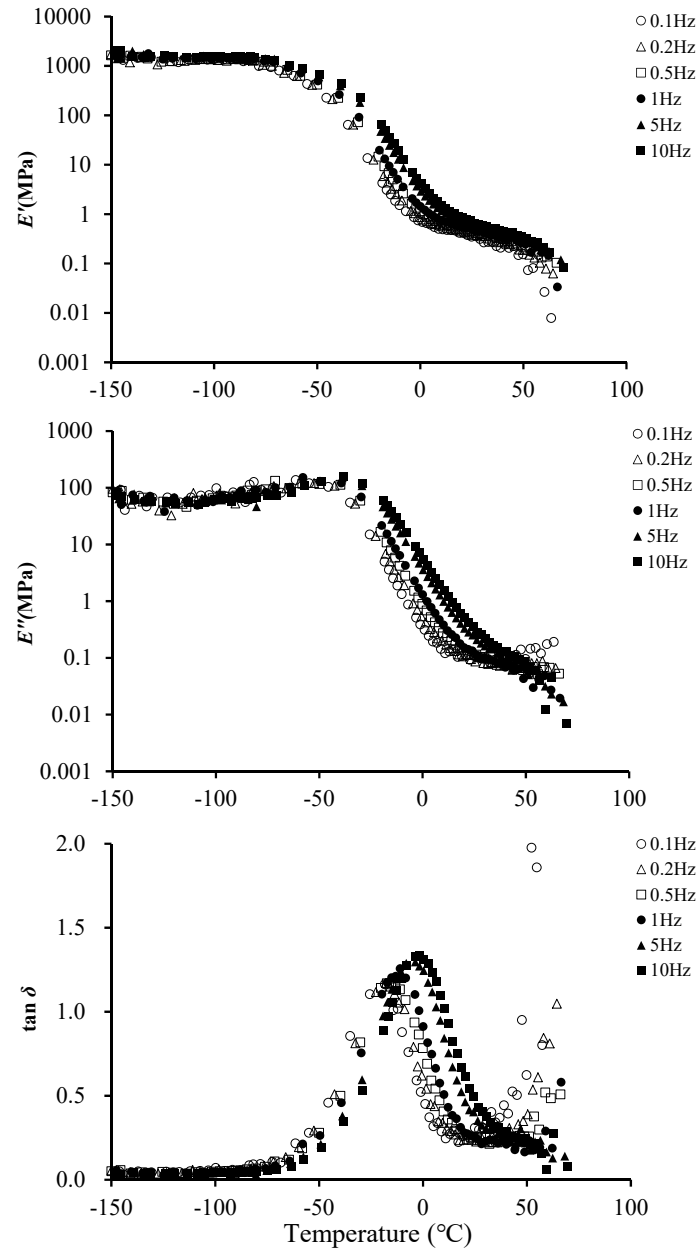 10000
1000
100
10
1
0.1
0.01
0.001
E'(MPa)
-150 -100 -50 0 50 100
○0.1Hz
△0.2Hz
□0.5Hz
●1Hz
▲5Hz
■10Hz
1000
100
10
1
0.1
0.01
0.001
E"(MPa)
-150 -100 -50 0 50 100
○0.1Hz
△0.2Hz
□0.5Hz
●1Hz
▲5Hz
■10Hz
2.0
1.5
1.0
0.5
0.0
tan δ
-150 -100 -50 0 50 100
Temperature (℃)
○0.1Hz
△0.2Hz
□0.5Hz
●1Hz
▲5Hz
■10Hz